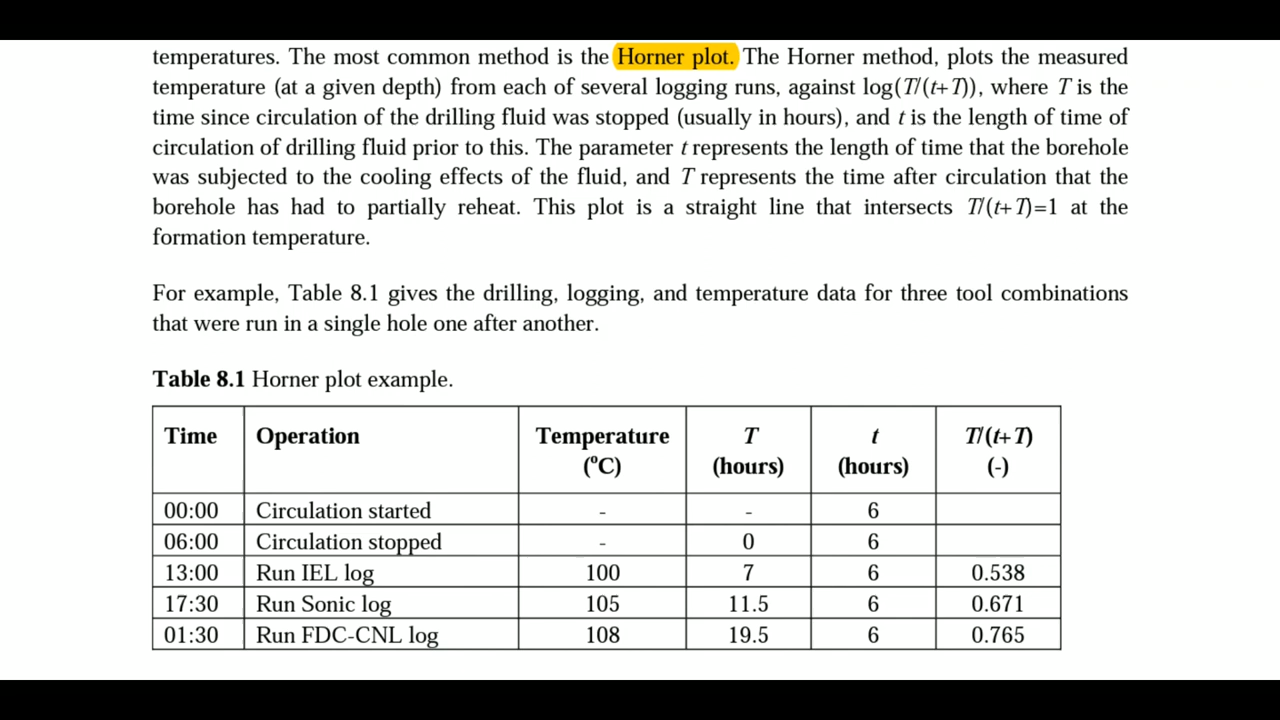 temperatures. The most common method is the Horner plot. The Horner method, plots the measured
temperature (at a given depth) from each of several logging runs, against log(T/(t+T)), where T is the
time since circulation of the drilling fluid was stopped (usually in hours), and t is the length of time of
circulation of drilling fluid prior to this. The parameter t represents the length of time that the borehole
was subjected to the cooling effects of the fluid, and T represents the time after circulation that the
borehole has had to partially reheat. This plot is a straight line that intersects T/(t+T)=1 at the
formation temperature.
For example, Table 8.1 gives the drilling, logging, and temperature data for three tool combinations
that were run in a single hole one after another.
Table 8.1 Horner plot example.
Time Operation Temperature T t T/(t+T)
(ºC) (hours) (hours) (-)
00:00 Circulation started - - 6
06:00 Circulation stopped - 0 6
13:00 Run IEL log 100 7 6 0.538
17:30 Run Sonic log 105 11.5 6 0.671
01:30 Run FDC-CNL log 108 19.5 6 0.765